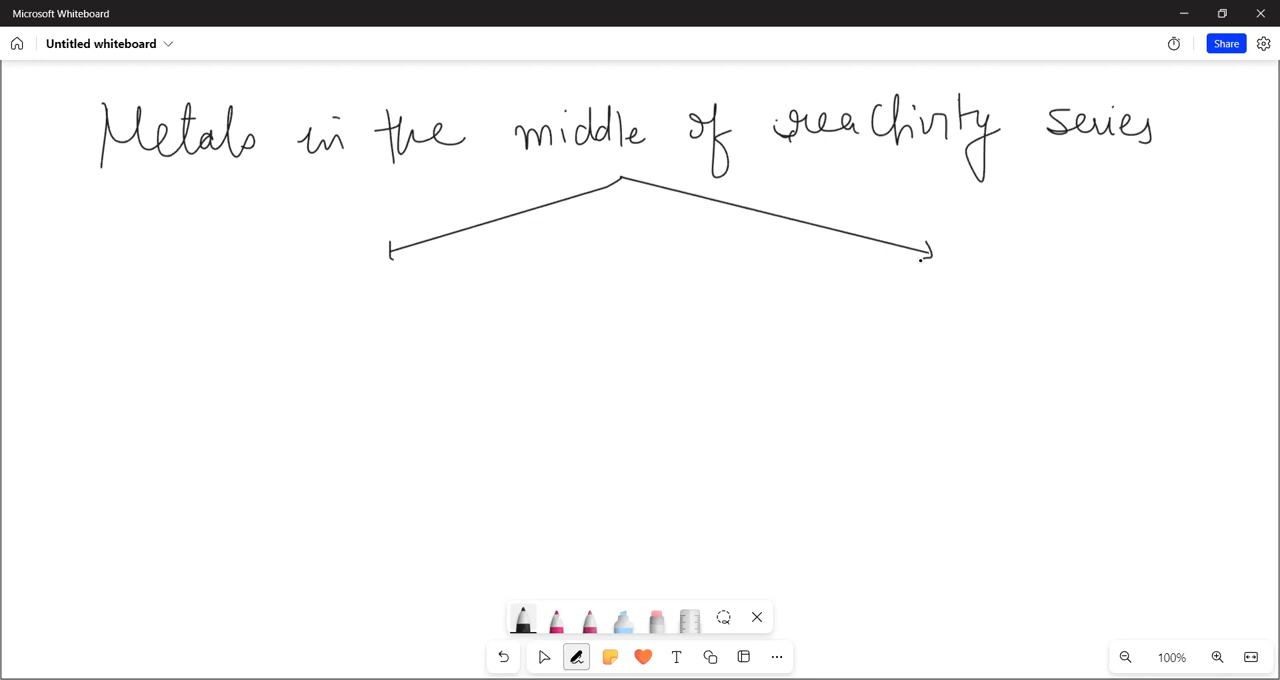 Microsoft Whiteboard
Untitled whiteboard
Share
Metals in the middle of reactivity series
100%